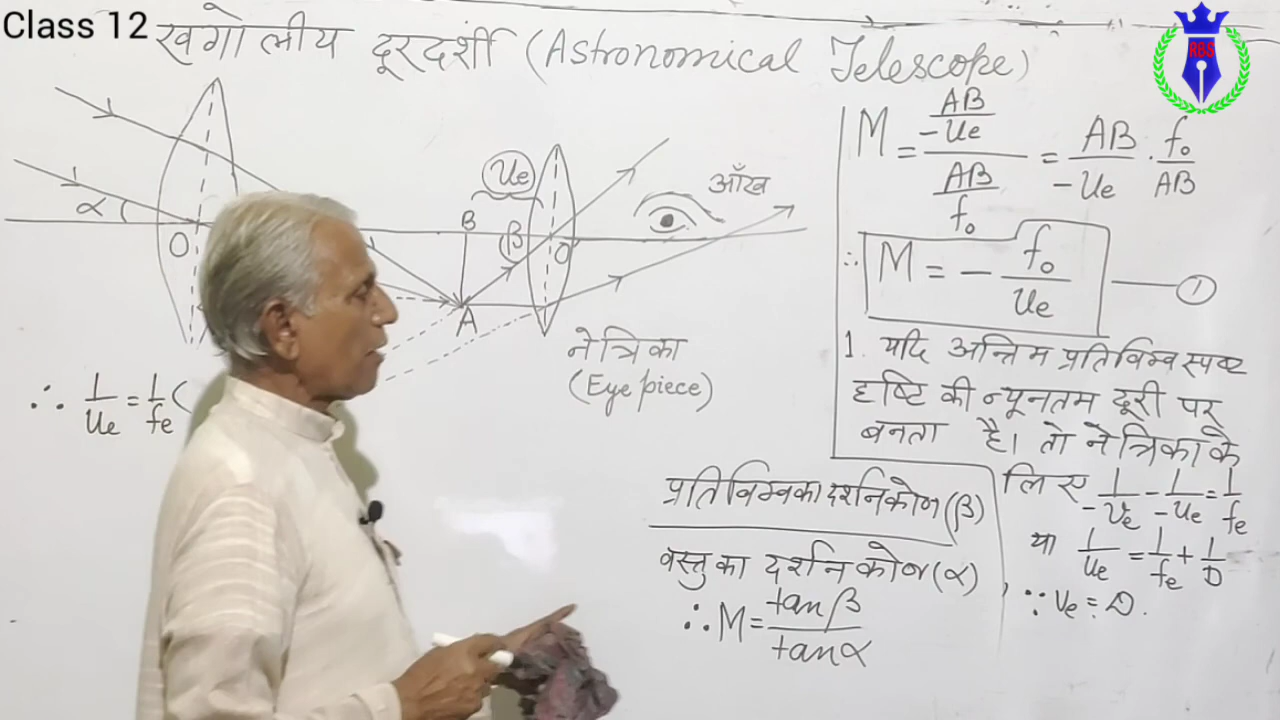 Class 12
खगोलीय दूरदर्शी (Astronomical Telescope)
RBS
α
O
B
Ue
β
O
A
आँख
नेत्रिका
(Eye piece)
∴ 1/Ue = 1/fe (
प्रतिविम्ब का दर्शन कोण (β)
वस्तु का दर्शन कोण (α)
∴ M = tanβ/tanα
M = (AB/-Ue)/(AB/fo) = AB/-Ue · fo/AB
∴ M = - fo/Ue — ①
1. यदि अन्तिम प्रतिविम्व स्पष्ट
दृष्टि की न्यूनतम दूरी पर
बनता है। तो नेत्रिका के
लिए 1/-Ve - 1/-Ue = 1/fe
या 1/Ue = 1/fe + 1/D
∵ Ve = D.